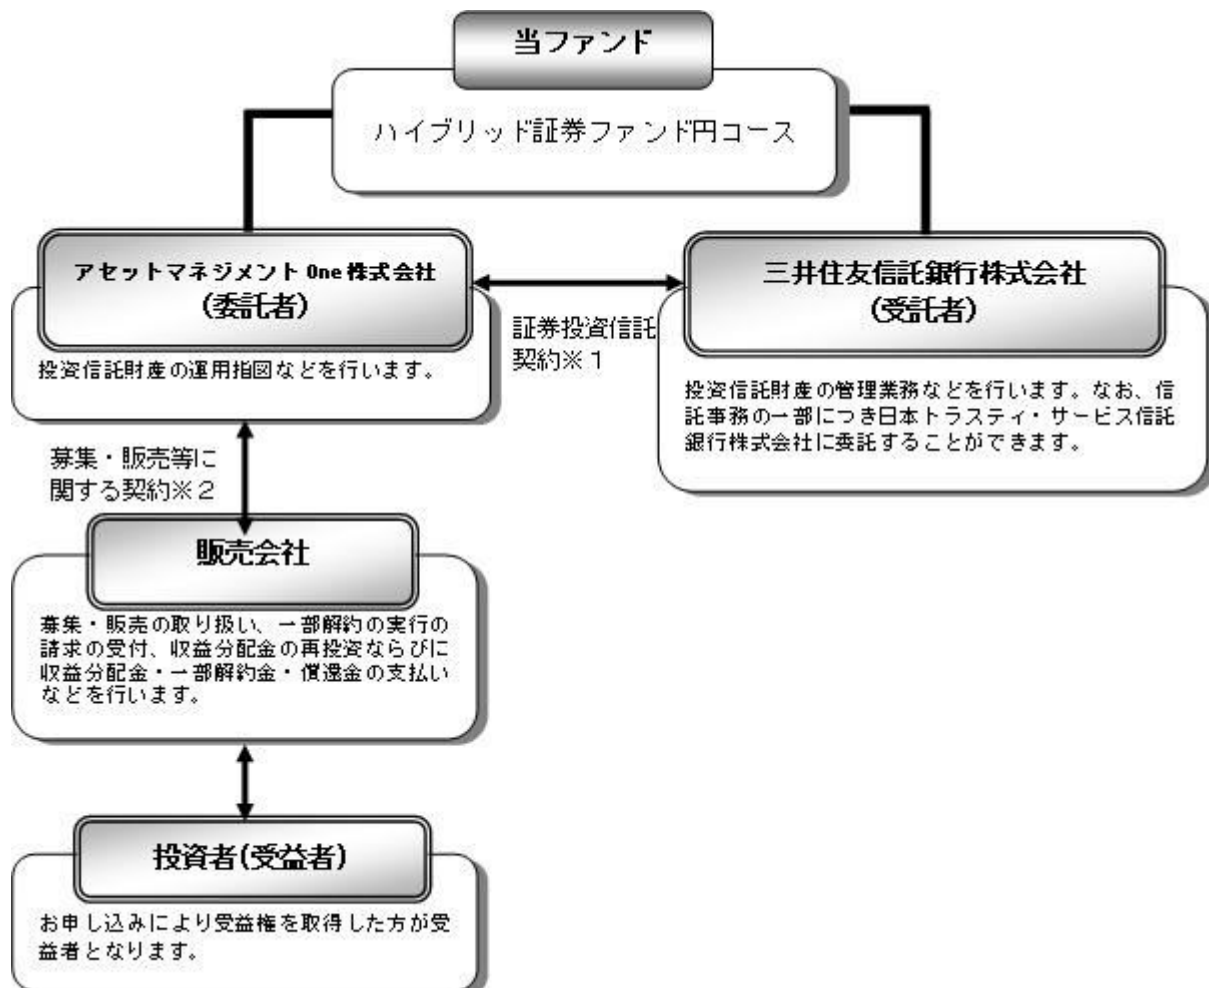 当ファンド
ハイブリッド証券ファンド円コース
アセットマネジメント One 株式会社
(委託者)
投資信託財産の運用指図などを行います。
証券投資信託
契約※1
三井住友信託銀行株式会社
(受託者)
投資信託財産の管理業務などを行います。なお、信
託事務の一部につき日本トラスティ・サービス信託
銀行株式会社に委託することができます。
募集・販売等に
関する契約※2
販売会社
募集・販売の取り扱い、一部解約の実行の
請求の受付、収益分配金の再投資ならびに
収益分配金・一部解約金・償還金の支払い
などを行います。
投資者(受益者)
お申し込みにより受益権を取得した方が受
益者となります。